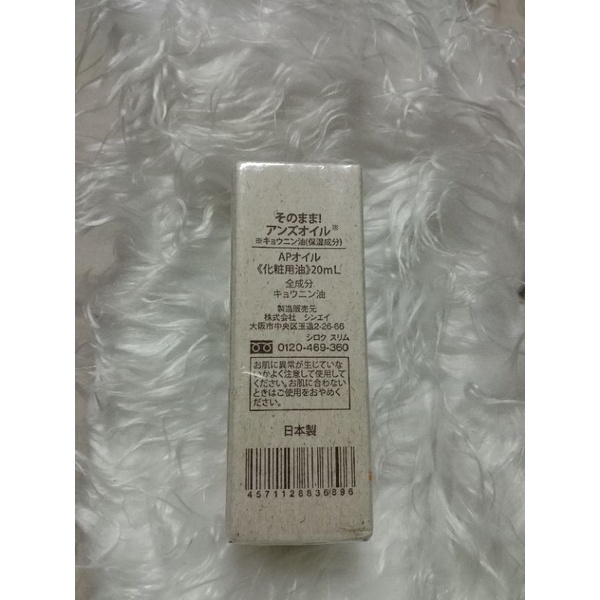 そのまま!
アンズオイル※
※キョウニン油(保湿成分)
APオイル
《化粧用油》20mL
全成分
キョウニン油
製造販売元
株式会社 シンエイ
大阪市中央区玉造2-26-66
シロク スリム
0120-469-360
お肌に異常が生じていな
いかよく注意して使用して
ください。お肌に合わない
ときはご使用をおやめく
ださい。
日本製
4571128836896